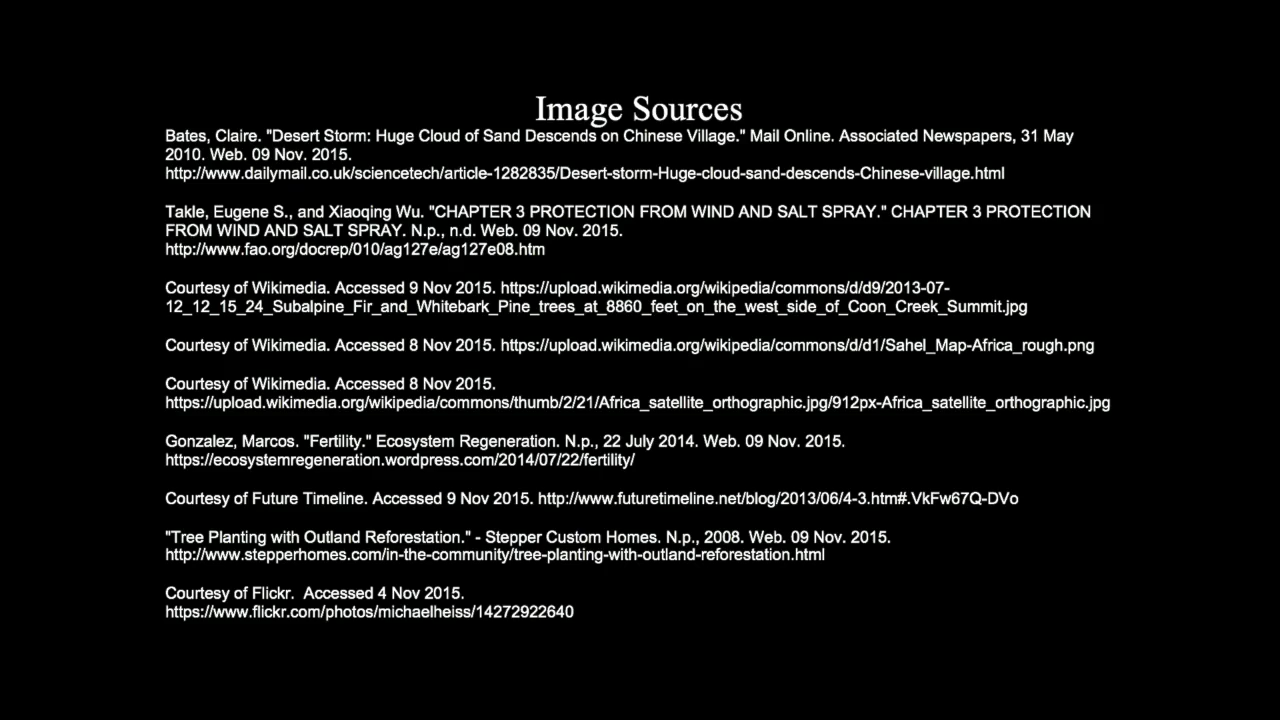 Image Sources
Bates, Claire. "Desert Storm: Huge Cloud of Sand Descends on Chinese Village." Mail Online. Associated Newspapers, 31 May
2010. Web. 09 Nov. 2015.
http://www.dailymail.co.uk/sciencetech/article-1282835/Desert-storm-Huge-cloud-sand-descends-Chinese-village.html
Takle, Eugene S., and Xiaoqing Wu. "CHAPTER 3 PROTECTION FROM WIND AND SALT SPRAY." CHAPTER 3 PROTECTION
FROM WIND AND SALT SPRAY. N.p., n.d. Web. 09 Nov. 2015.
http://www.fao.org/docrep/010/ag127e/ag127e08.htm
Courtesy of Wikimedia. Accessed 9 Nov 2015. https://upload.wikimedia.org/wikipedia/commons/d/d9/2013-07-
12_12_15_24_Subalpine_Fir_and_Whitebark_Pine_trees_at_8860_feet_on_the_west_side_of_Coon_Creek_Summit.jpg
Courtesy of Wikimedia. Accessed 8 Nov 2015. https://upload.wikimedia.org/wikipedia/commons/d/d1/Sahel_Map-Africa_rough.png
Courtesy of Wikimedia. Accessed 8 Nov 2015.
https://upload.wikimedia.org/wikipedia/commons/thumb/2/21/Africa_satellite_orthographic.jpg/912px-Africa_satellite_orthographic.jpg
Gonzalez, Marcos. "Fertility." Ecosystem Regeneration. N.p., 22 July 2014. Web. 09 Nov. 2015.
https://ecosystemregeneration.wordpress.com/2014/07/22/fertility/
Courtesy of Future Timeline. Accessed 9 Nov 2015. http://www.futuretimeline.net/blog/2013/06/4-3.htm#.VkFw67Q-DVo
"Tree Planting with Outland Reforestation." - Stepper Custom Homes. N.p., 2008. Web. 09 Nov. 2015.
http://www.stepperhomes.com/in-the-community/tree-planting-with-outland-reforestation.html
Courtesy of Flickr.  Accessed 4 Nov 2015.
https://www.flickr.com/photos/michaelheiss/14272922640